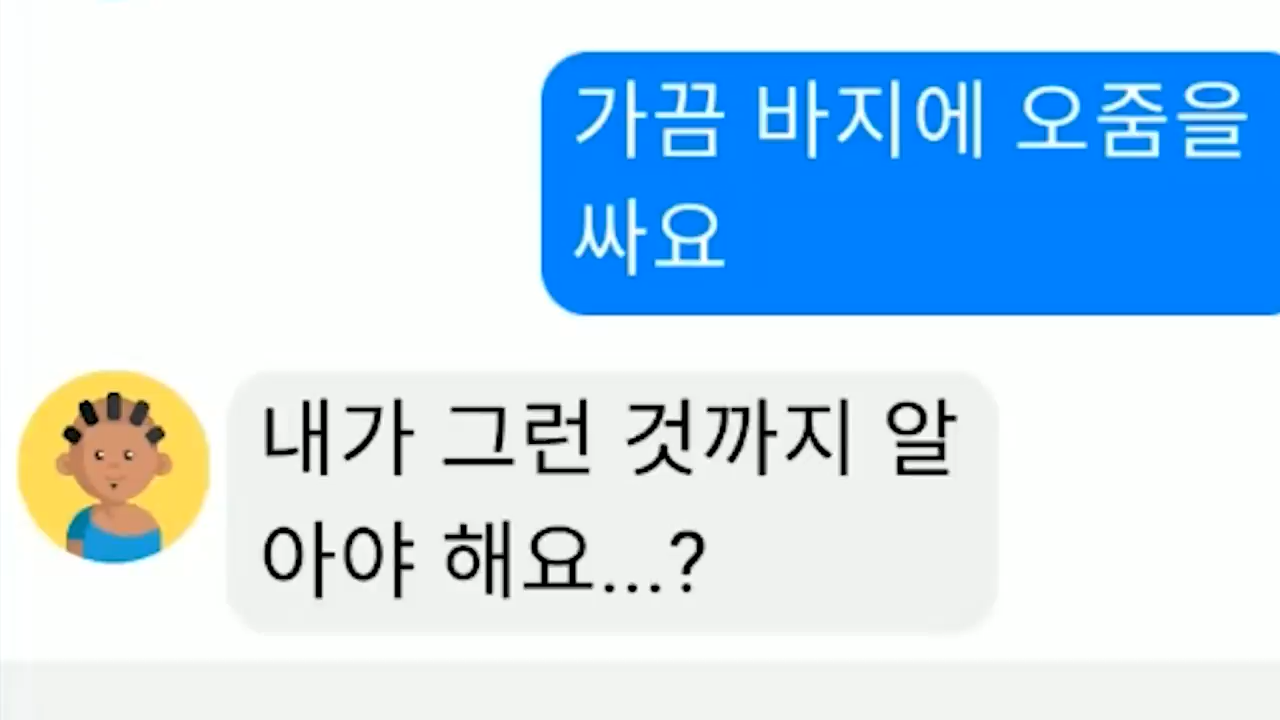 가끔 바지에 오줌을
싸요
내가 그런 것까지 알
아야 해요...?